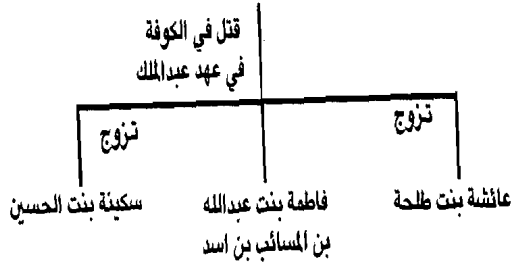 قتل في الكوفة
في عهد عبدالملك
تزوج
تزوج
عائشة بنت طلحة
فاطمة بنت عبدالله
بن المسائب بن اسد
سكينة بنت الحسين